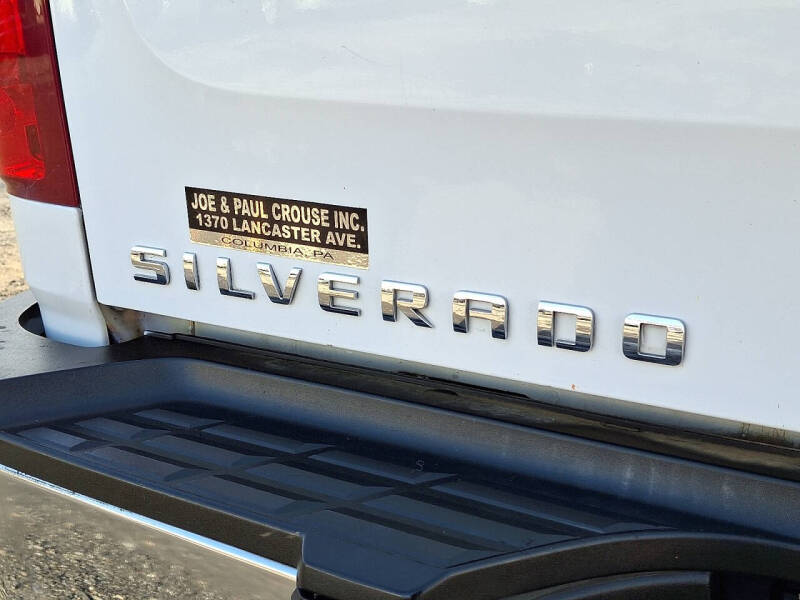 JOE & PAUL CROUSE INC.
1370 LANCASTER AVE.
COLUMBIA, PA
SILVERADO